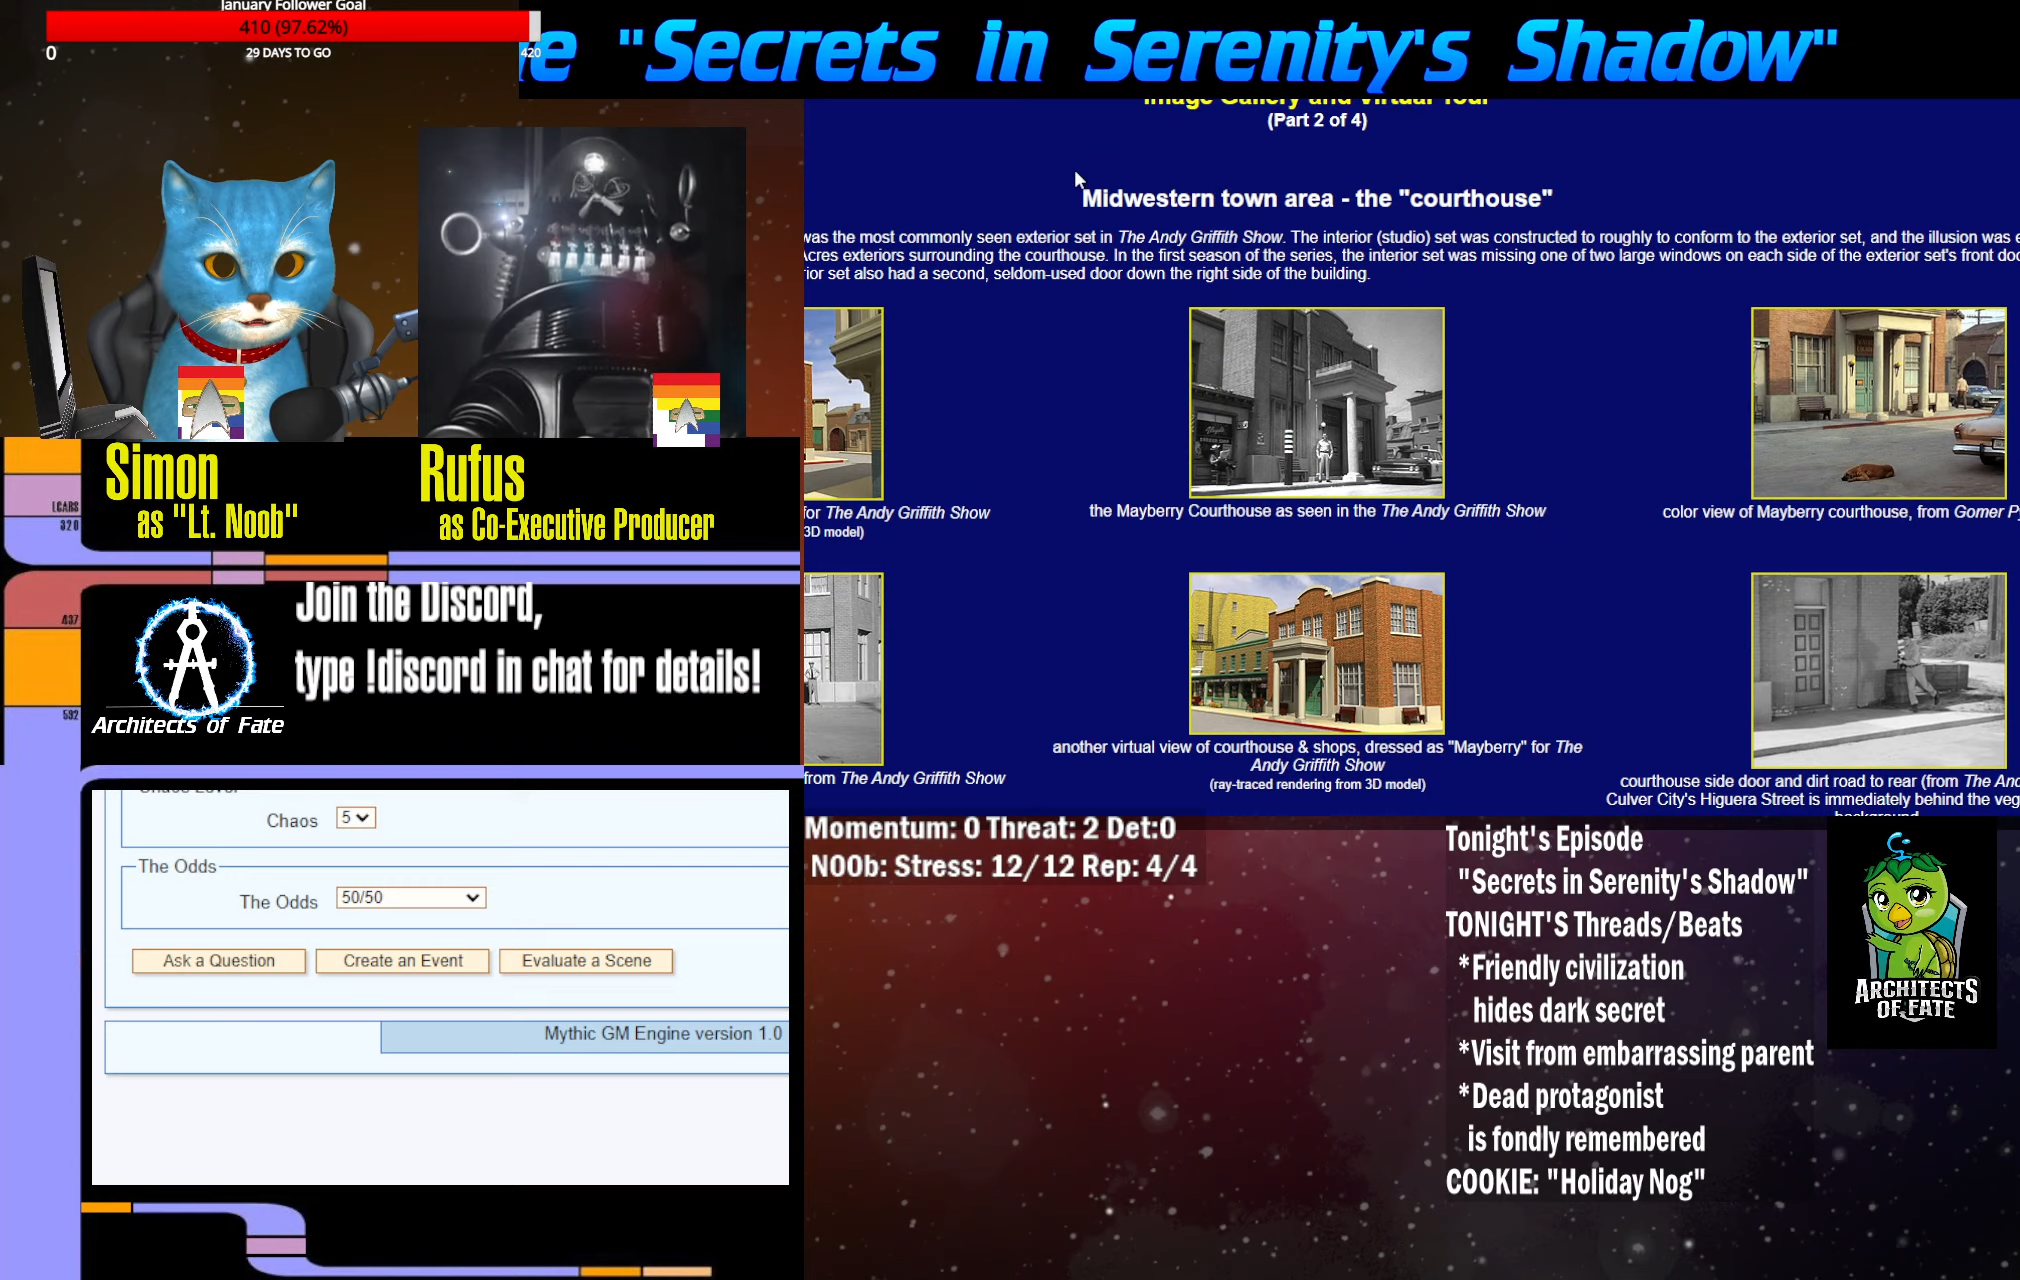 January Follower Goal
410 (97.62%)
0
29 DAYS TO GO
420
e "Secrets in Serenity's Shadow"
Image Gallery and Virtual Tour
(Part 2 of 4)
Midwestern town area - the "courthouse"
was the most commonly seen exterior set in The Andy Griffith Show. The interior (studio) set was constructed to roughly to conform to the exterior set, and the illusion was
Acres exteriors surrounding the courthouse. In the first season of the series, the interior set was missing one of two large windows on each side of the exterior set's front
ior set also had a second, seldom-used door down the right side of the building.
for The Andy Griffith Show
3D model)
the Mayberry Courthouse as seen in the The Andy Griffith Show
color view of Mayberry courthouse, from Gomer
from The Andy Griffith Show
another virtual view of courthouse & shops, dressed as "Mayberry" for The
Andy Griffith Show
(ray-traced rendering from 3D model)
courthouse side door and dirt road to rear (from The
Culver City's Higuera Street is immediately behind the
background
Simon
as "Lt. Noob"
Rufus
as Co-Executive Producer
LCARS
320
437
592
Join the Discord,
type !discord in chat for details!
Architects of Fate
Chaos Level
Chaos 5
The Odds
The Odds 50/50
Ask a Question Create an Event Evaluate a Scene
Mythic GM Engine version 1.0
Momentum: 0 Threat: 2 Det:0
N00b: Stress: 12/12 Rep: 4/4
Tonight's Episode
"Secrets in Serenity's Shadow"
TONIGHT'S Threads/Beats
*Friendly civilization
hides dark secret
*Visit from embarrassing parent
*Dead protagonist
is fondly remembered
COOKIE: "Holiday Nog"
ARCHITECTS
OF FATE